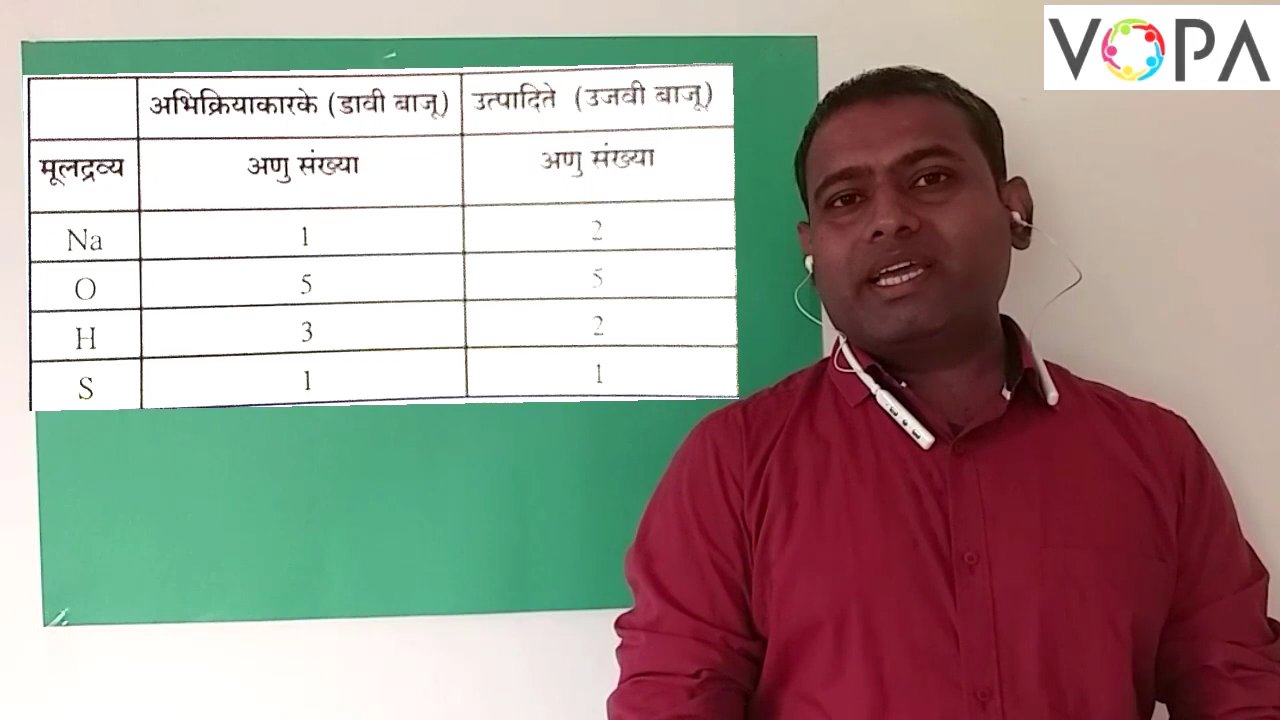 VOPA
अभिक्रियाकारके (डावी बाजू) उत्पादिते (उजवी बाजू)
मूलद्रव्य अणु संख्या अणु संख्या
Na 1 2
O 5 5
H 3 2
S 1 1